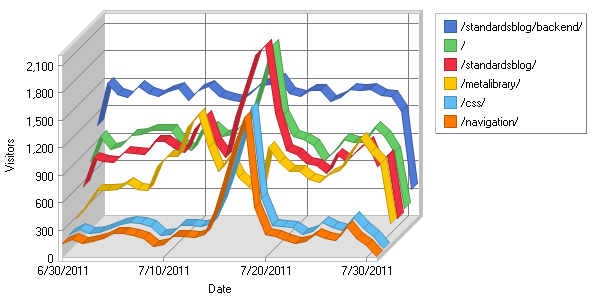 2,100
1,800
1,500
1,200
900
600
300
0
Visitors
6/30/2011 7/10/2011 7/20/2011 7/30/2011
Date
/standardsblog/backend/
/
/standardsblog/
/metalibrary/
/css/
/navigation/